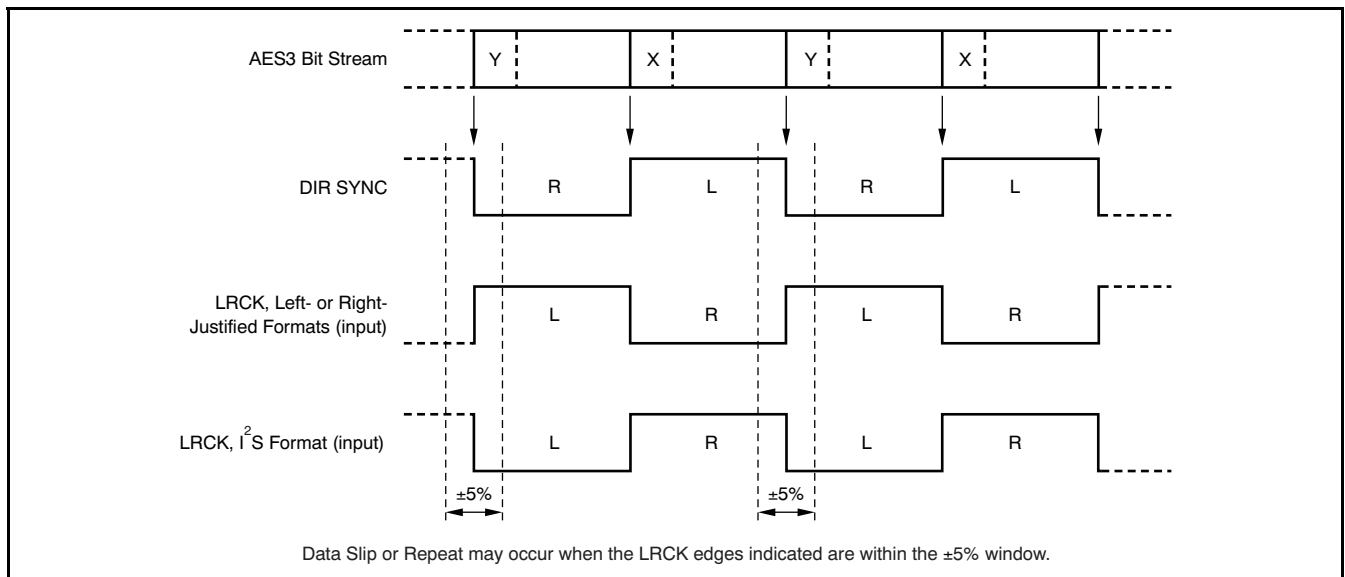 AES3 Bit Stream
Y X Y X
DIR SYNC
R L R L
LRCK, Left- or Right-
Justified Formats (input)
L R L R
LRCK, I²S Format (input)
L R L R
±5% ±5%
Data Slip or Repeat may occur when the LRCK edges indicated are within the ±5% window.